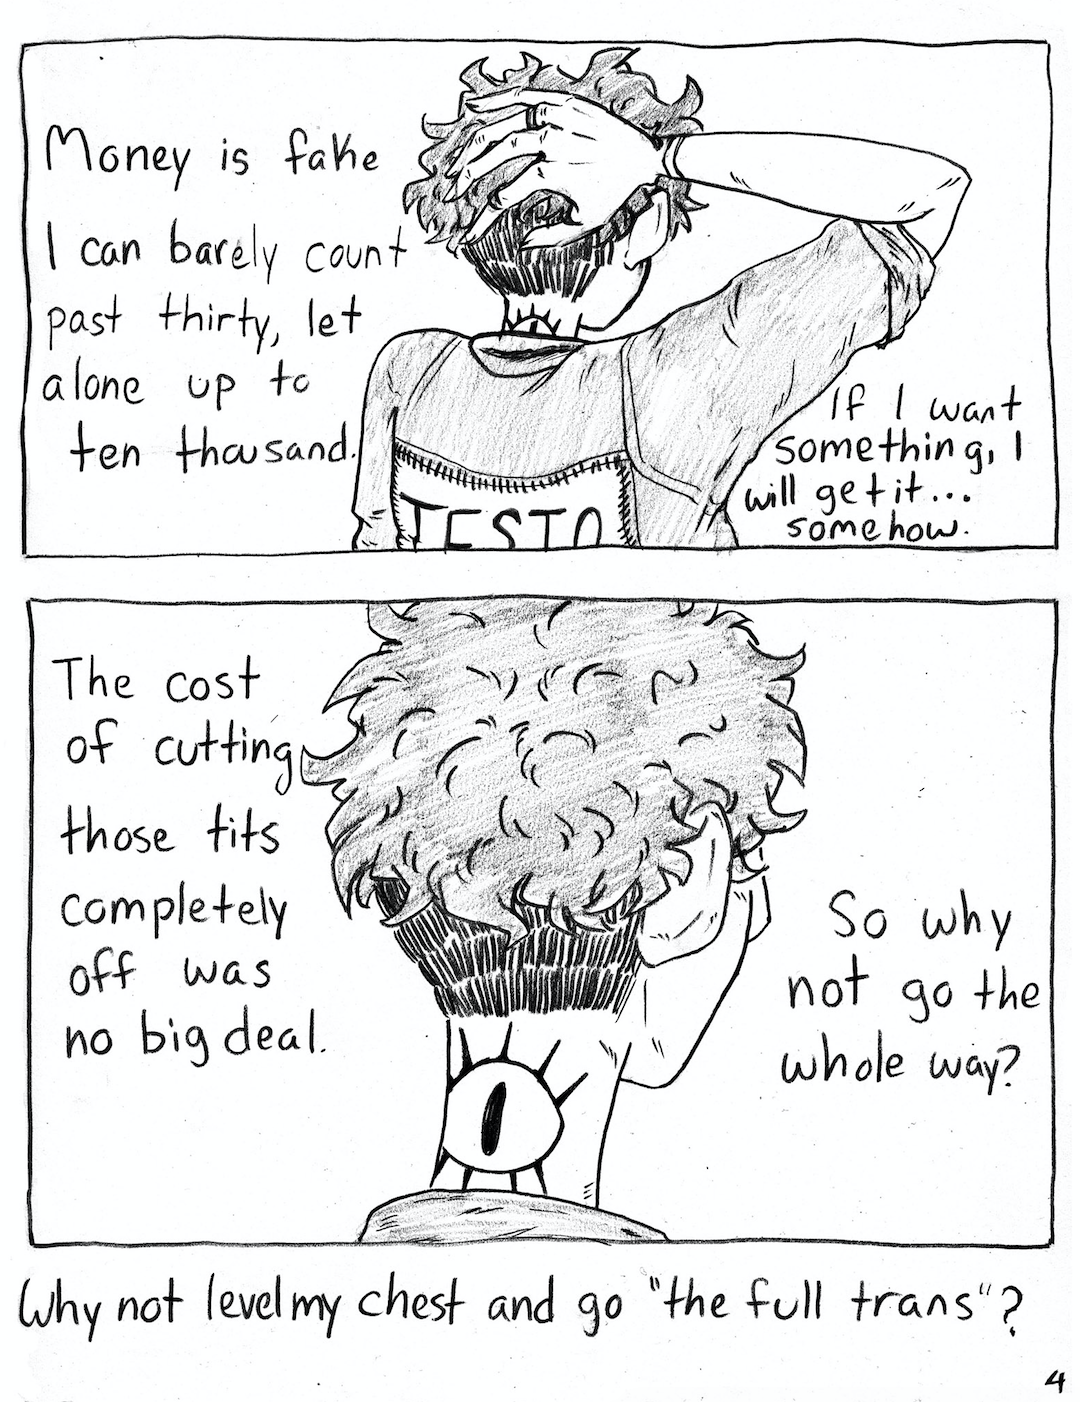 Money is fake
I can barely count
past thirty, let
alone up to
ten thousand.
If I want
something, I
will get it...
somehow.
TESTO
The cost
of cutting
those tits
completely
off was
no big deal.
So why
not go the
whole way?
Why not level my chest and go "the full trans"?
4